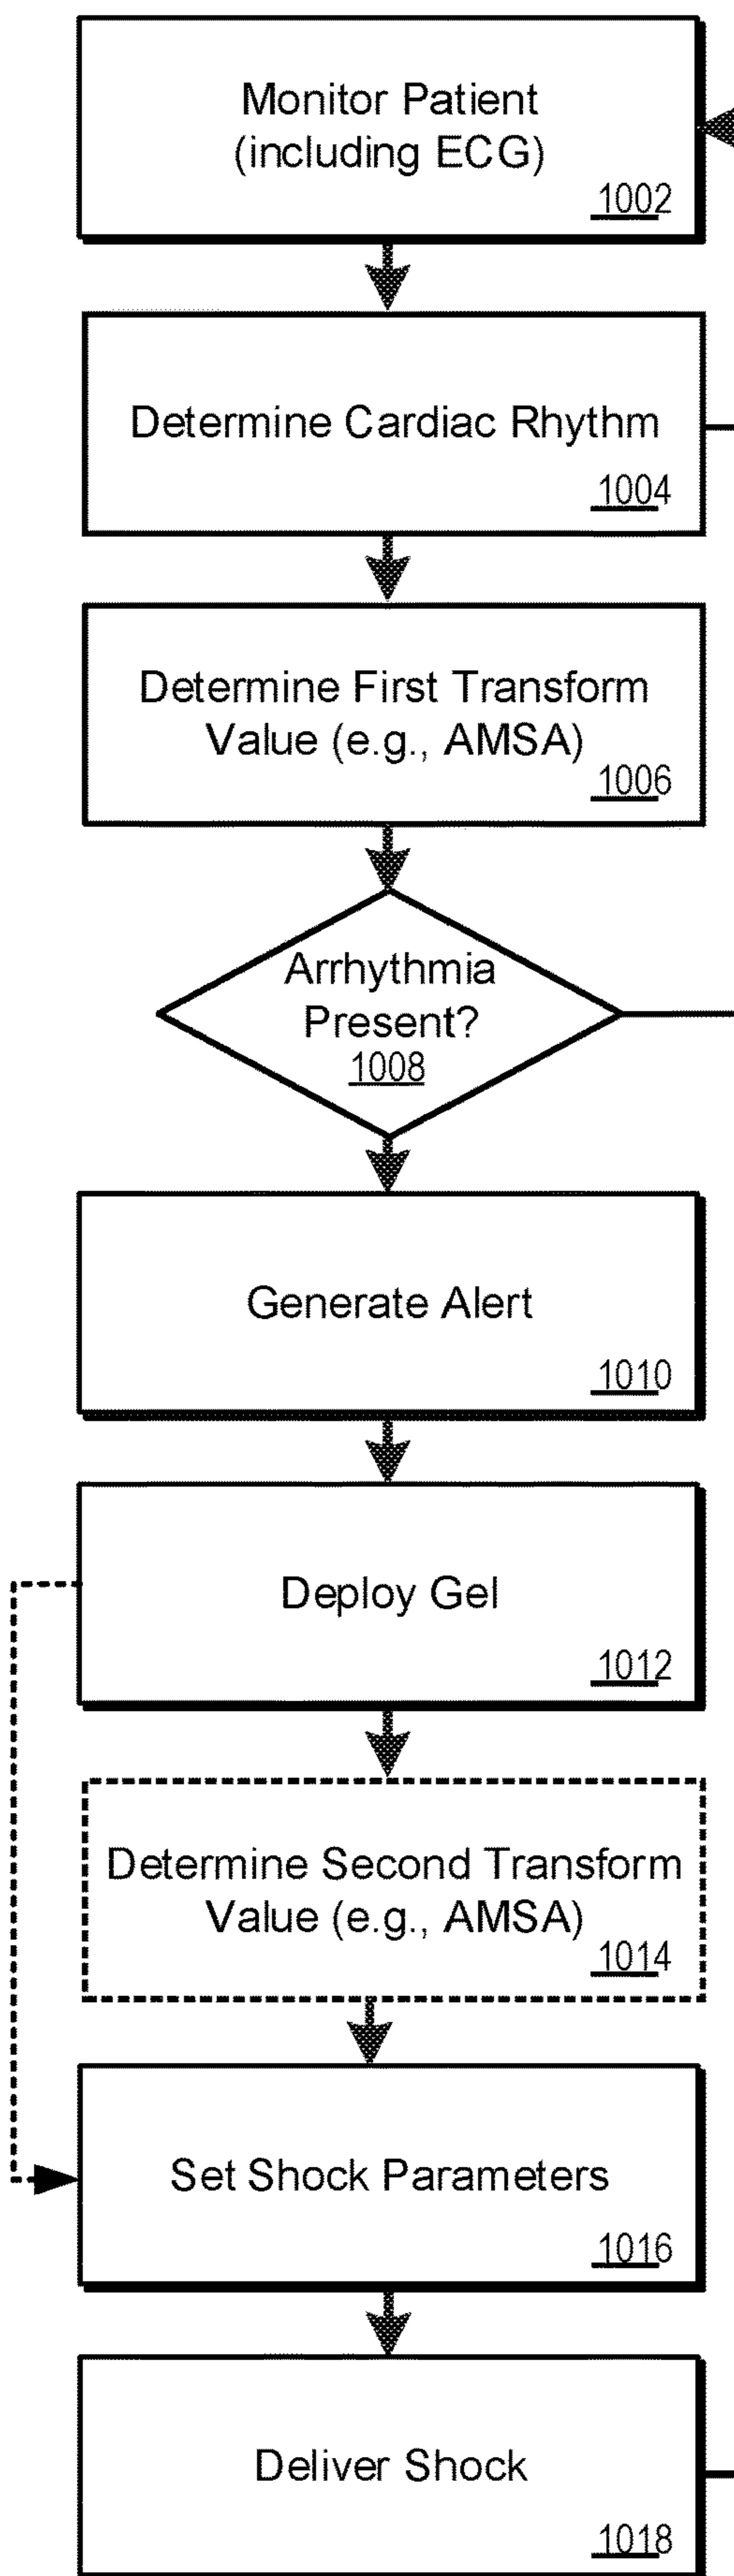 Monitor Patient
(including ECG)
1002
Determine Cardiac Rhythm
1004
Determine First Transform
Value (e.g., AMSA)
1006
Arrhythmia
Present?
1008
Generate Alert
1010
Deploy Gel
1012
Determine Second Transform
Value (e.g., AMSA)
1014
Set Shock Parameters
1016
Deliver Shock
1018